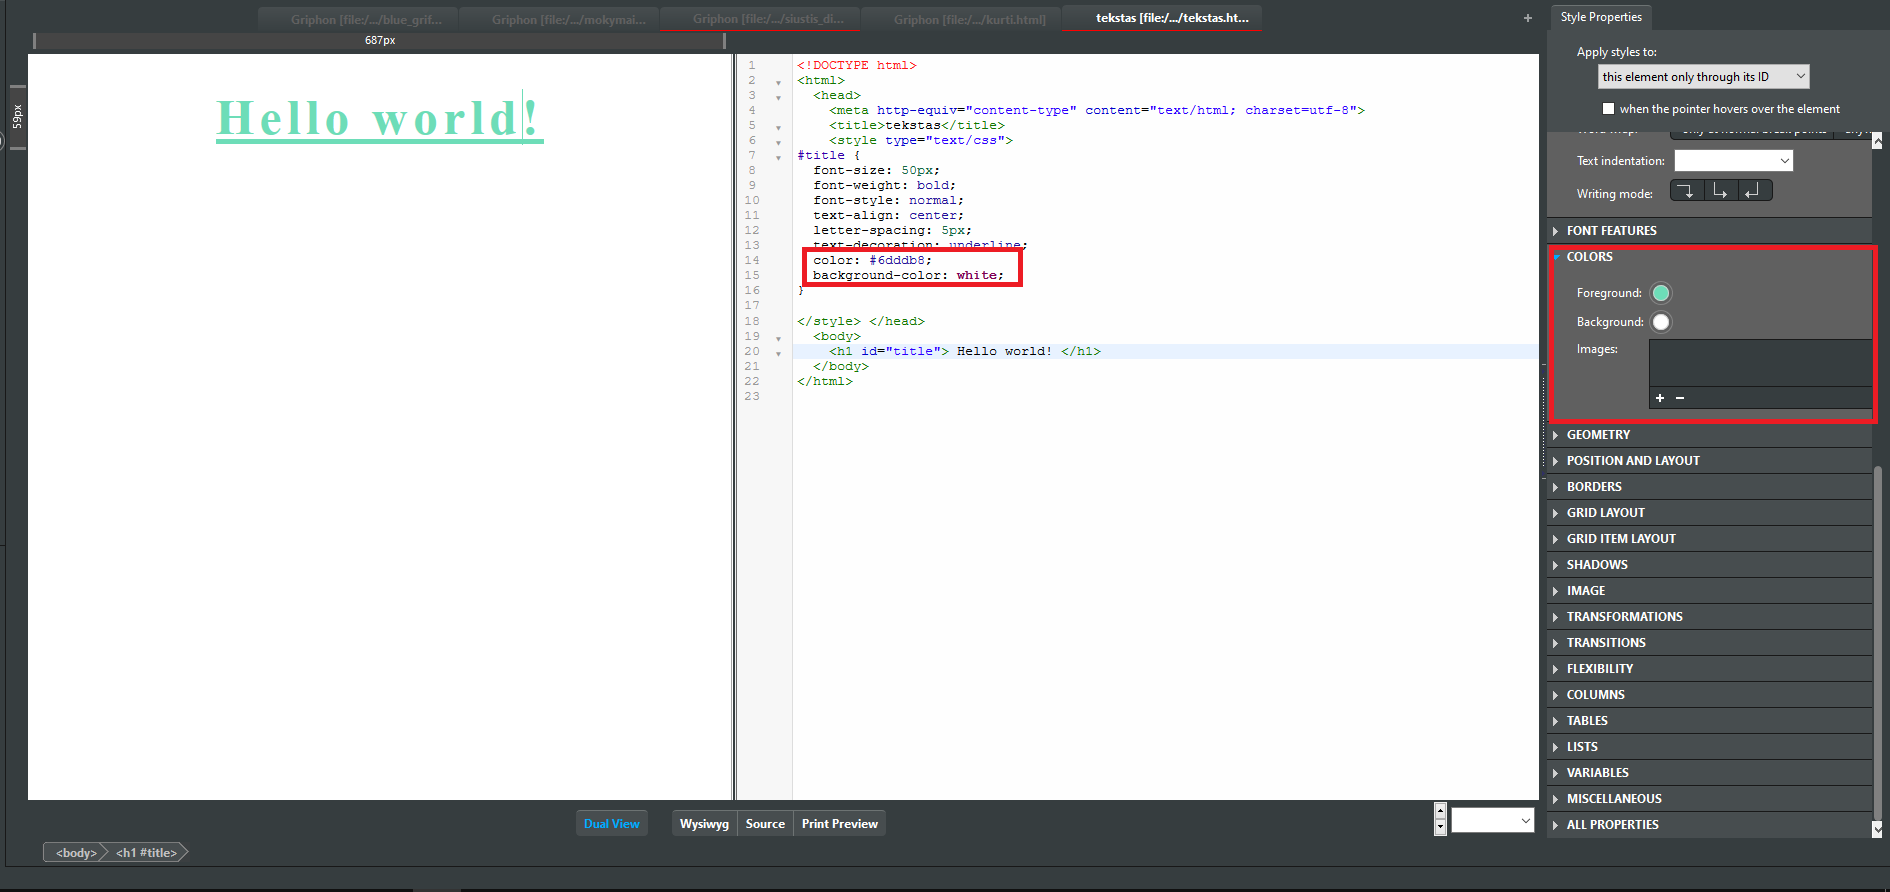 Griphon [file:/.../blue_grif...
Griphon [file:/.../mokymai...
Griphon [file:/.../siustis_di...
Griphon [file:/.../kurti.html]
tekstas [file:/.../tekstas.ht...
+
Style Properties
687px
59px
Hello world!
1 <!DOCTYPE html>
2 <html>
3 <head>
4 <meta http-equiv="content-type" content="text/html; charset=utf-8">
5 <title>tekstas</title>
6 <style type="text/css">
7 #title {
8 font-size: 50px;
9 font-weight: bold;
10 font-style: normal;
11 text-align: center;
12 letter-spacing: 5px;
13 text-decoration: underline;
14 color: #6dddb8;
15 background-color: white;
16 }
17
18 </style> </head>
19 <body>
20 <h1 id="title"> Hello world! </h1>
21 </body>
22 </html>
23
Apply styles to:
this element only through its ID
when the pointer hovers over the element
Text indentation:
Writing mode:
FONT FEATURES
COLORS
Foreground:
Background:
Images:
+ −
GEOMETRY
POSITION AND LAYOUT
BORDERS
GRID LAYOUT
GRID ITEM LAYOUT
SHADOWS
IMAGE
TRANSFORMATIONS
TRANSITIONS
FLEXIBILITY
COLUMNS
TABLES
LISTS
VARIABLES
MISCELLANEOUS
ALL PROPERTIES
Dual View
Wysiwyg Source Print Preview
<body> <h1 #title>